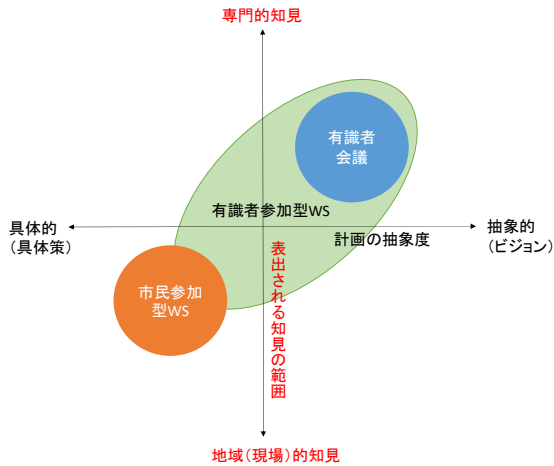 専門的知見
有識者
会議
有識者参加型WS
具体的
（具体策）
計画の抽象度
抽象的
（ビジョン）
表出される知見の範囲
市民参加
型WS
地域（現場）的知見